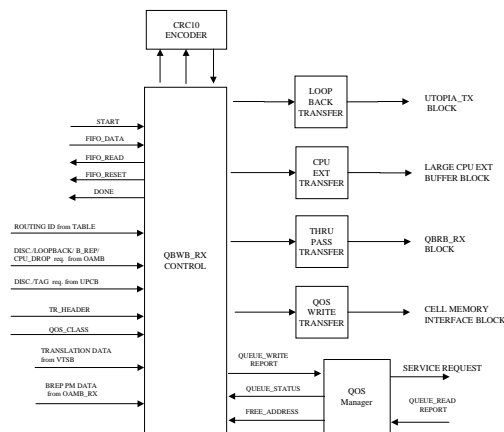 CRC10
ENCODER
LOOP
BACK
TRANSFER
UTOPIA_TX
BLOCK
START
FIFO_DATA
FIFO_READ
FIFO_RESET
DONE
CPU
EXT
TRANSFER
LARGE CPU EXT
BUFFER BLOCK
ROUTING ID from TABLE
DISC./LOOPBACK/ B_REP/
CPU_DROP req. from OAMB
DISC./TAG req. from UPCB
QBWB_RX
CONTROL
THRU
PASS
TRANSFER
QBRB_RX
BLOCK
TR_HEADER
QOS_CLASS
QOS
WRITE
TRANSFER
CELL MEMORY
INTERFACE BLOCK
TRANSLATION DATA
from VTSB
BREP PM DATA
from OAMB_RX
QUEUE_WRITE
REPORT
QUEUE_STATUS
FREE_ADDRESS
QOS
Manager
SERVICE REQUEST
QUEUE_READ
REPORT